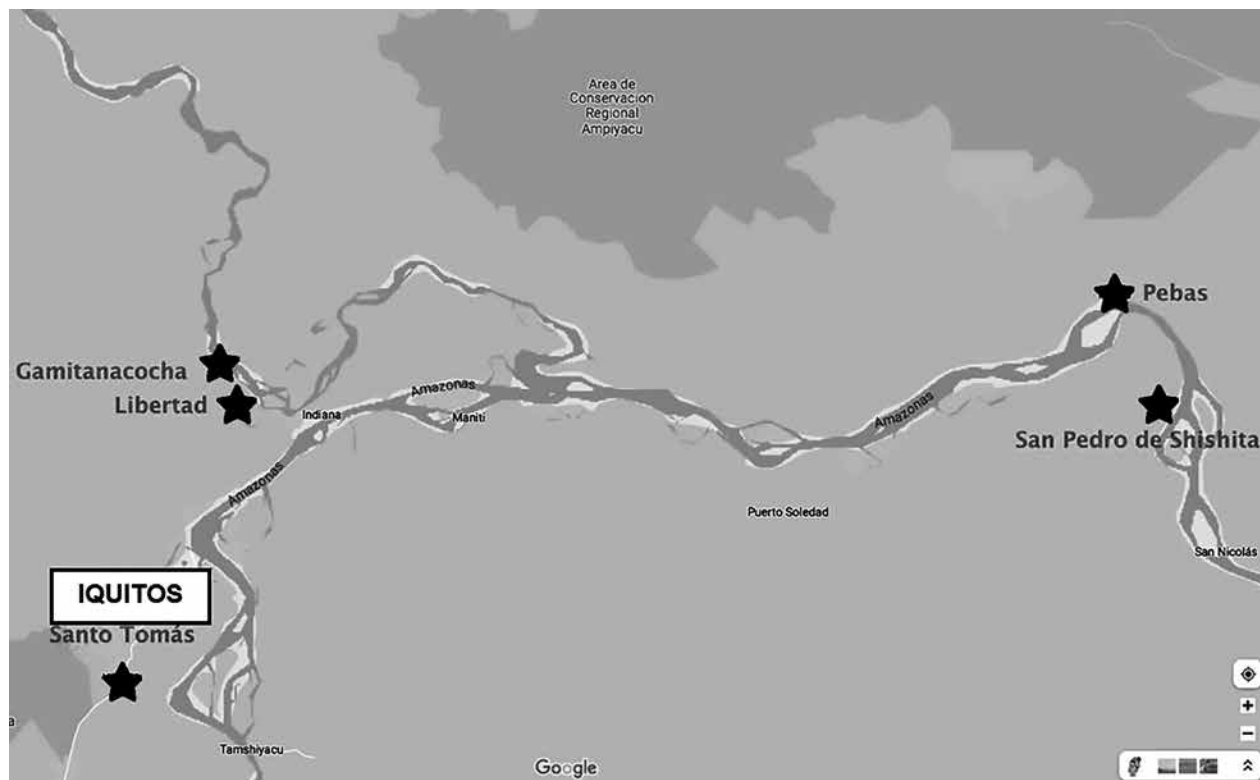 Area de
Conservacion
Regional
Ampiyacu
Pebas
Gamitanacocha
Libertad
Indiana
Amazonas
Maniti
Amazonas
San Pedro de Shishita
Amazonas
Puerto Soledad
San Nicolás
IQUITOS
Santo Tomás
a
Tamshiyacu
Google